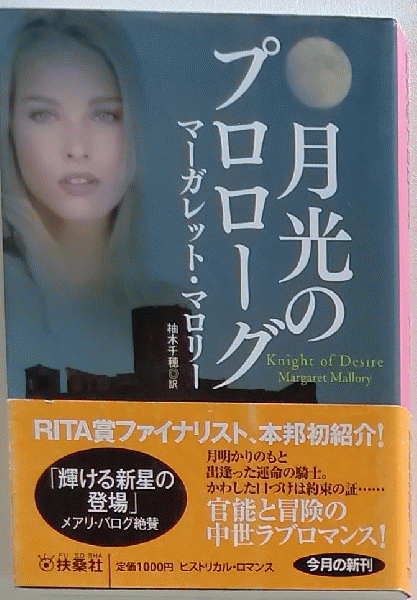 月光の
プロローグ
マーガレット・マロリー
柚木千穂◎訳
Knight of Desire
Margaret Mallory
RITA賞ファイナリスト、本邦初紹介!
「輝ける新星の
登場」
メアリ・バログ絶賛
月明かりのもと
出逢った運命の騎士。
かわした口づけは約束の証……
官能と冒険の
中世ラブロマンス!
FUSOSHA
扶桑社
定価1000円 ヒストリカル・ロマンス
今月の新刊